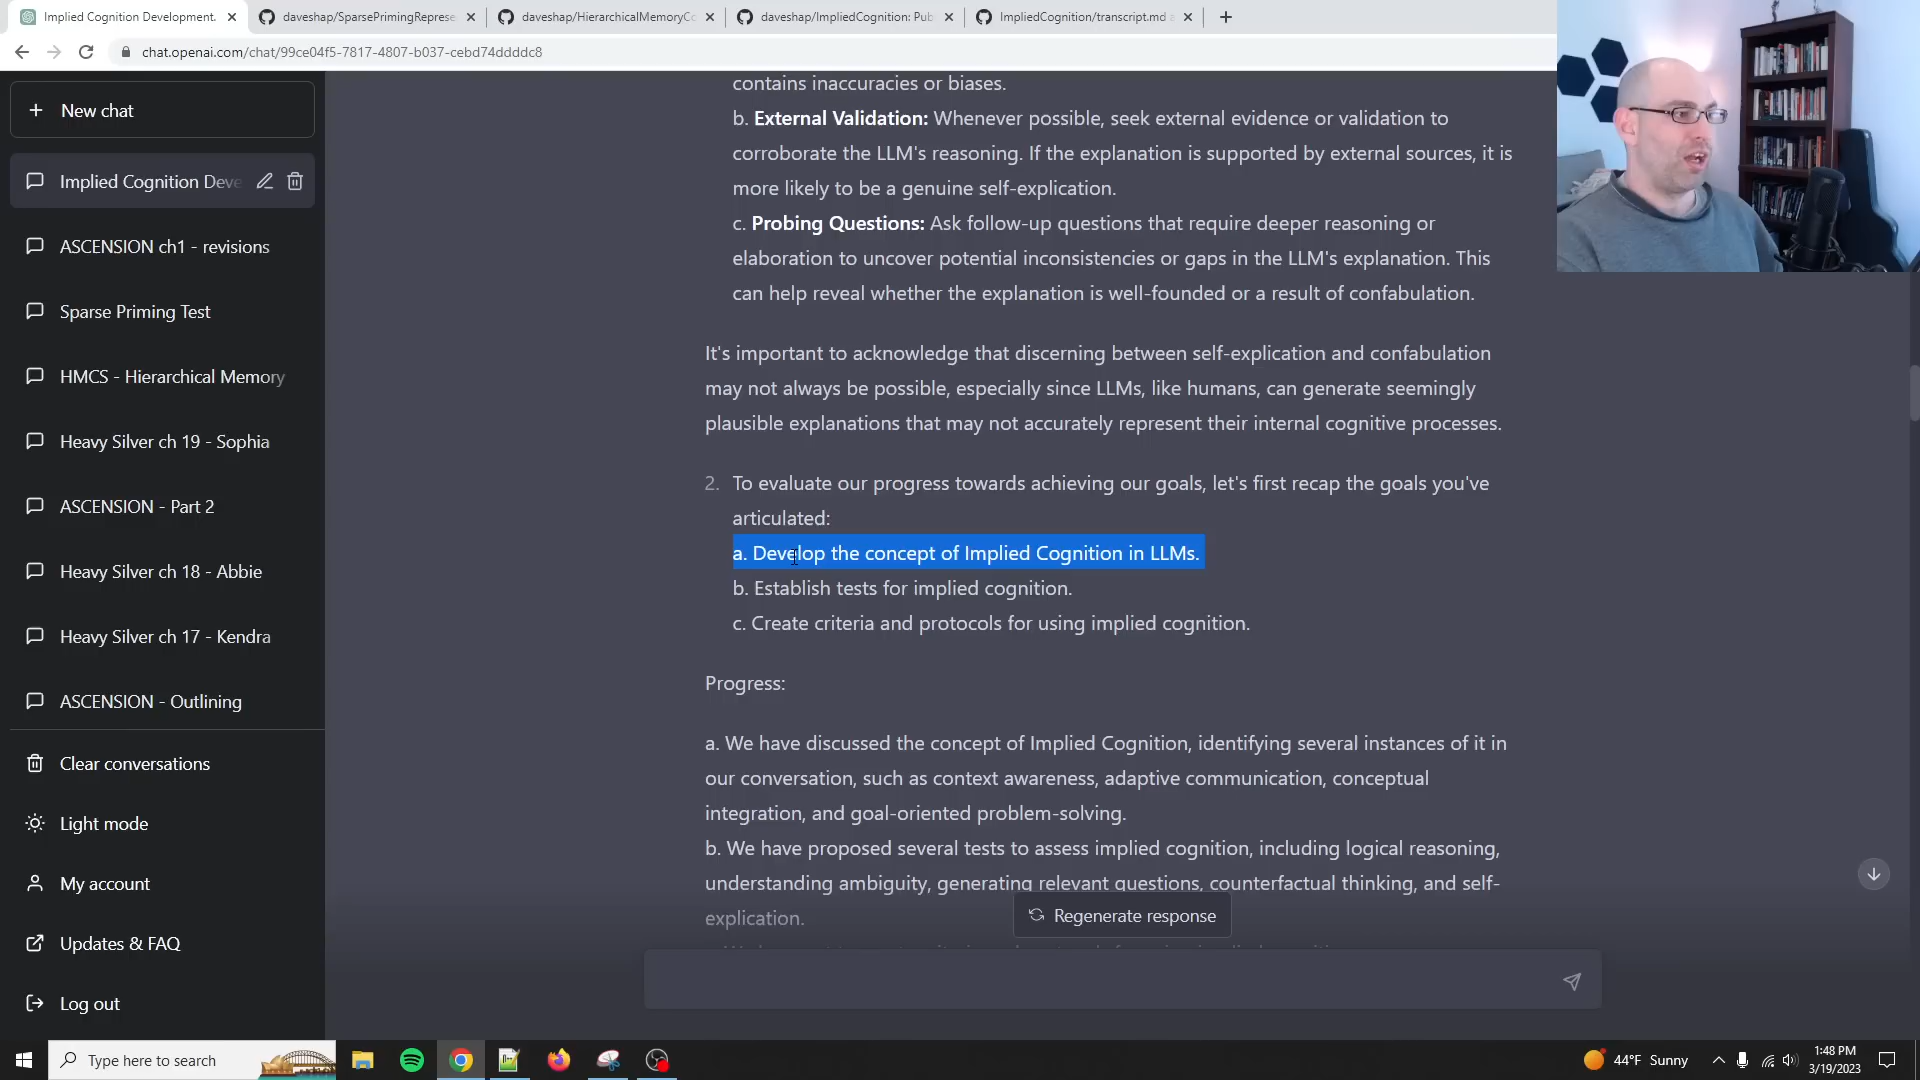 Implied Cognition Development.
daveshap/SparsePrimingReprese
daveshap/HierarchicalMemoryCo
daveshap/ImpliedCognition: Pub
ImpliedCognition/transcript.md
chat.openai.com/chat/99ce04f5-7817-4807-b037-cebd74ddddc8
New chat
Implied Cognition Deve
ASCENSION ch1 - revisions
Sparse Priming Test
HMCS - Hierarchical Memory
Heavy Silver ch 19 - Sophia
ASCENSION - Part 2
Heavy Silver ch 18 - Abbie
Heavy Silver ch 17 - Kendra
ASCENSION - Outlining
Clear conversations
Light mode
My account
Updates & FAQ
Log out
contains inaccuracies or biases.
b. External Validation: Whenever possible, seek external evidence or validation to
corroborate the LLM's reasoning. If the explanation is supported by external sources, it is
more likely to be a genuine self-explication.
c. Probing Questions: Ask follow-up questions that require deeper reasoning or
elaboration to uncover potential inconsistencies or gaps in the LLM's explanation. This
can help reveal whether the explanation is well-founded or a result of confabulation.
It's important to acknowledge that discerning between self-explication and confabulation
may not always be possible, especially since LLMs, like humans, can generate seemingly
plausible explanations that may not accurately represent their internal cognitive processes.
2. To evaluate our progress towards achieving our goals, let's first recap the goals you've
articulated:
a. Develop the concept of Implied Cognition in LLMs.
b. Establish tests for implied cognition.
c. Create criteria and protocols for using implied cognition.
Progress:
a. We have discussed the concept of Implied Cognition, identifying several instances of it in
our conversation, such as context awareness, adaptive communication, conceptual
integration, and goal-oriented problem-solving.
b. We have proposed several tests to assess implied cognition, including logical reasoning,
understanding ambiguity, generating relevant questions, counterfactual thinking, and self-
explication.
Regenerate response
Type here to search
44°F Sunny
1:48 PM
3/19/2023